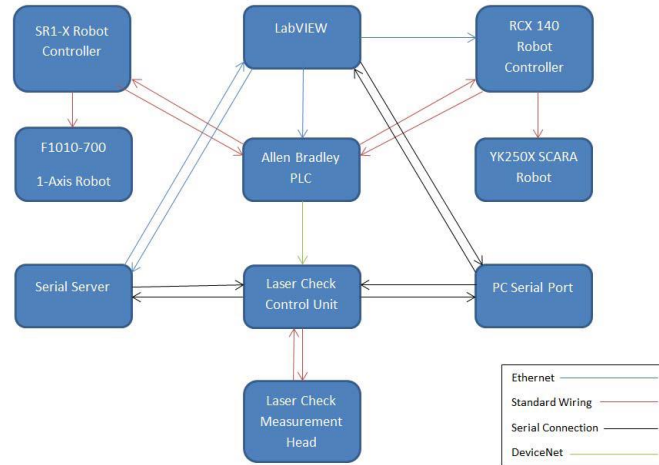 SR1-X Robot
Controller
LabVIEW
RCX 140
Robot
Controller
F1010-700
1-Axis Robot
Allen Bradley
PLC
YK250X SCARA
Robot
Serial Server
Laser Check
Control Unit
PC Serial Port
Laser Check
Measurement
Head
Ethernet
Standard Wiring
Serial Connection
DeviceNet